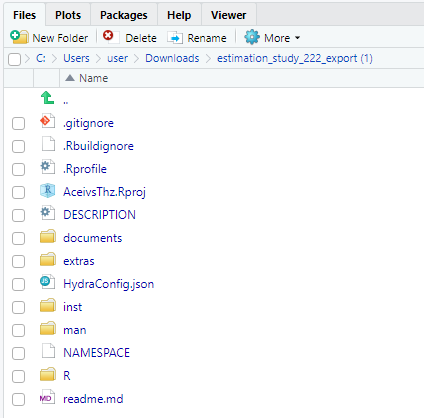 Files Plots Packages Help Viewer
New Folder Delete Rename More
C: Users user Downloads estimation_study_222_export (1)
Name
..
.gitignore
.Rbuildignore
.Rprofile
AceivsThz.Rproj
DESCRIPTION
documents
extras
HydraConfig.json
inst
man
NAMESPACE
R
readme.md